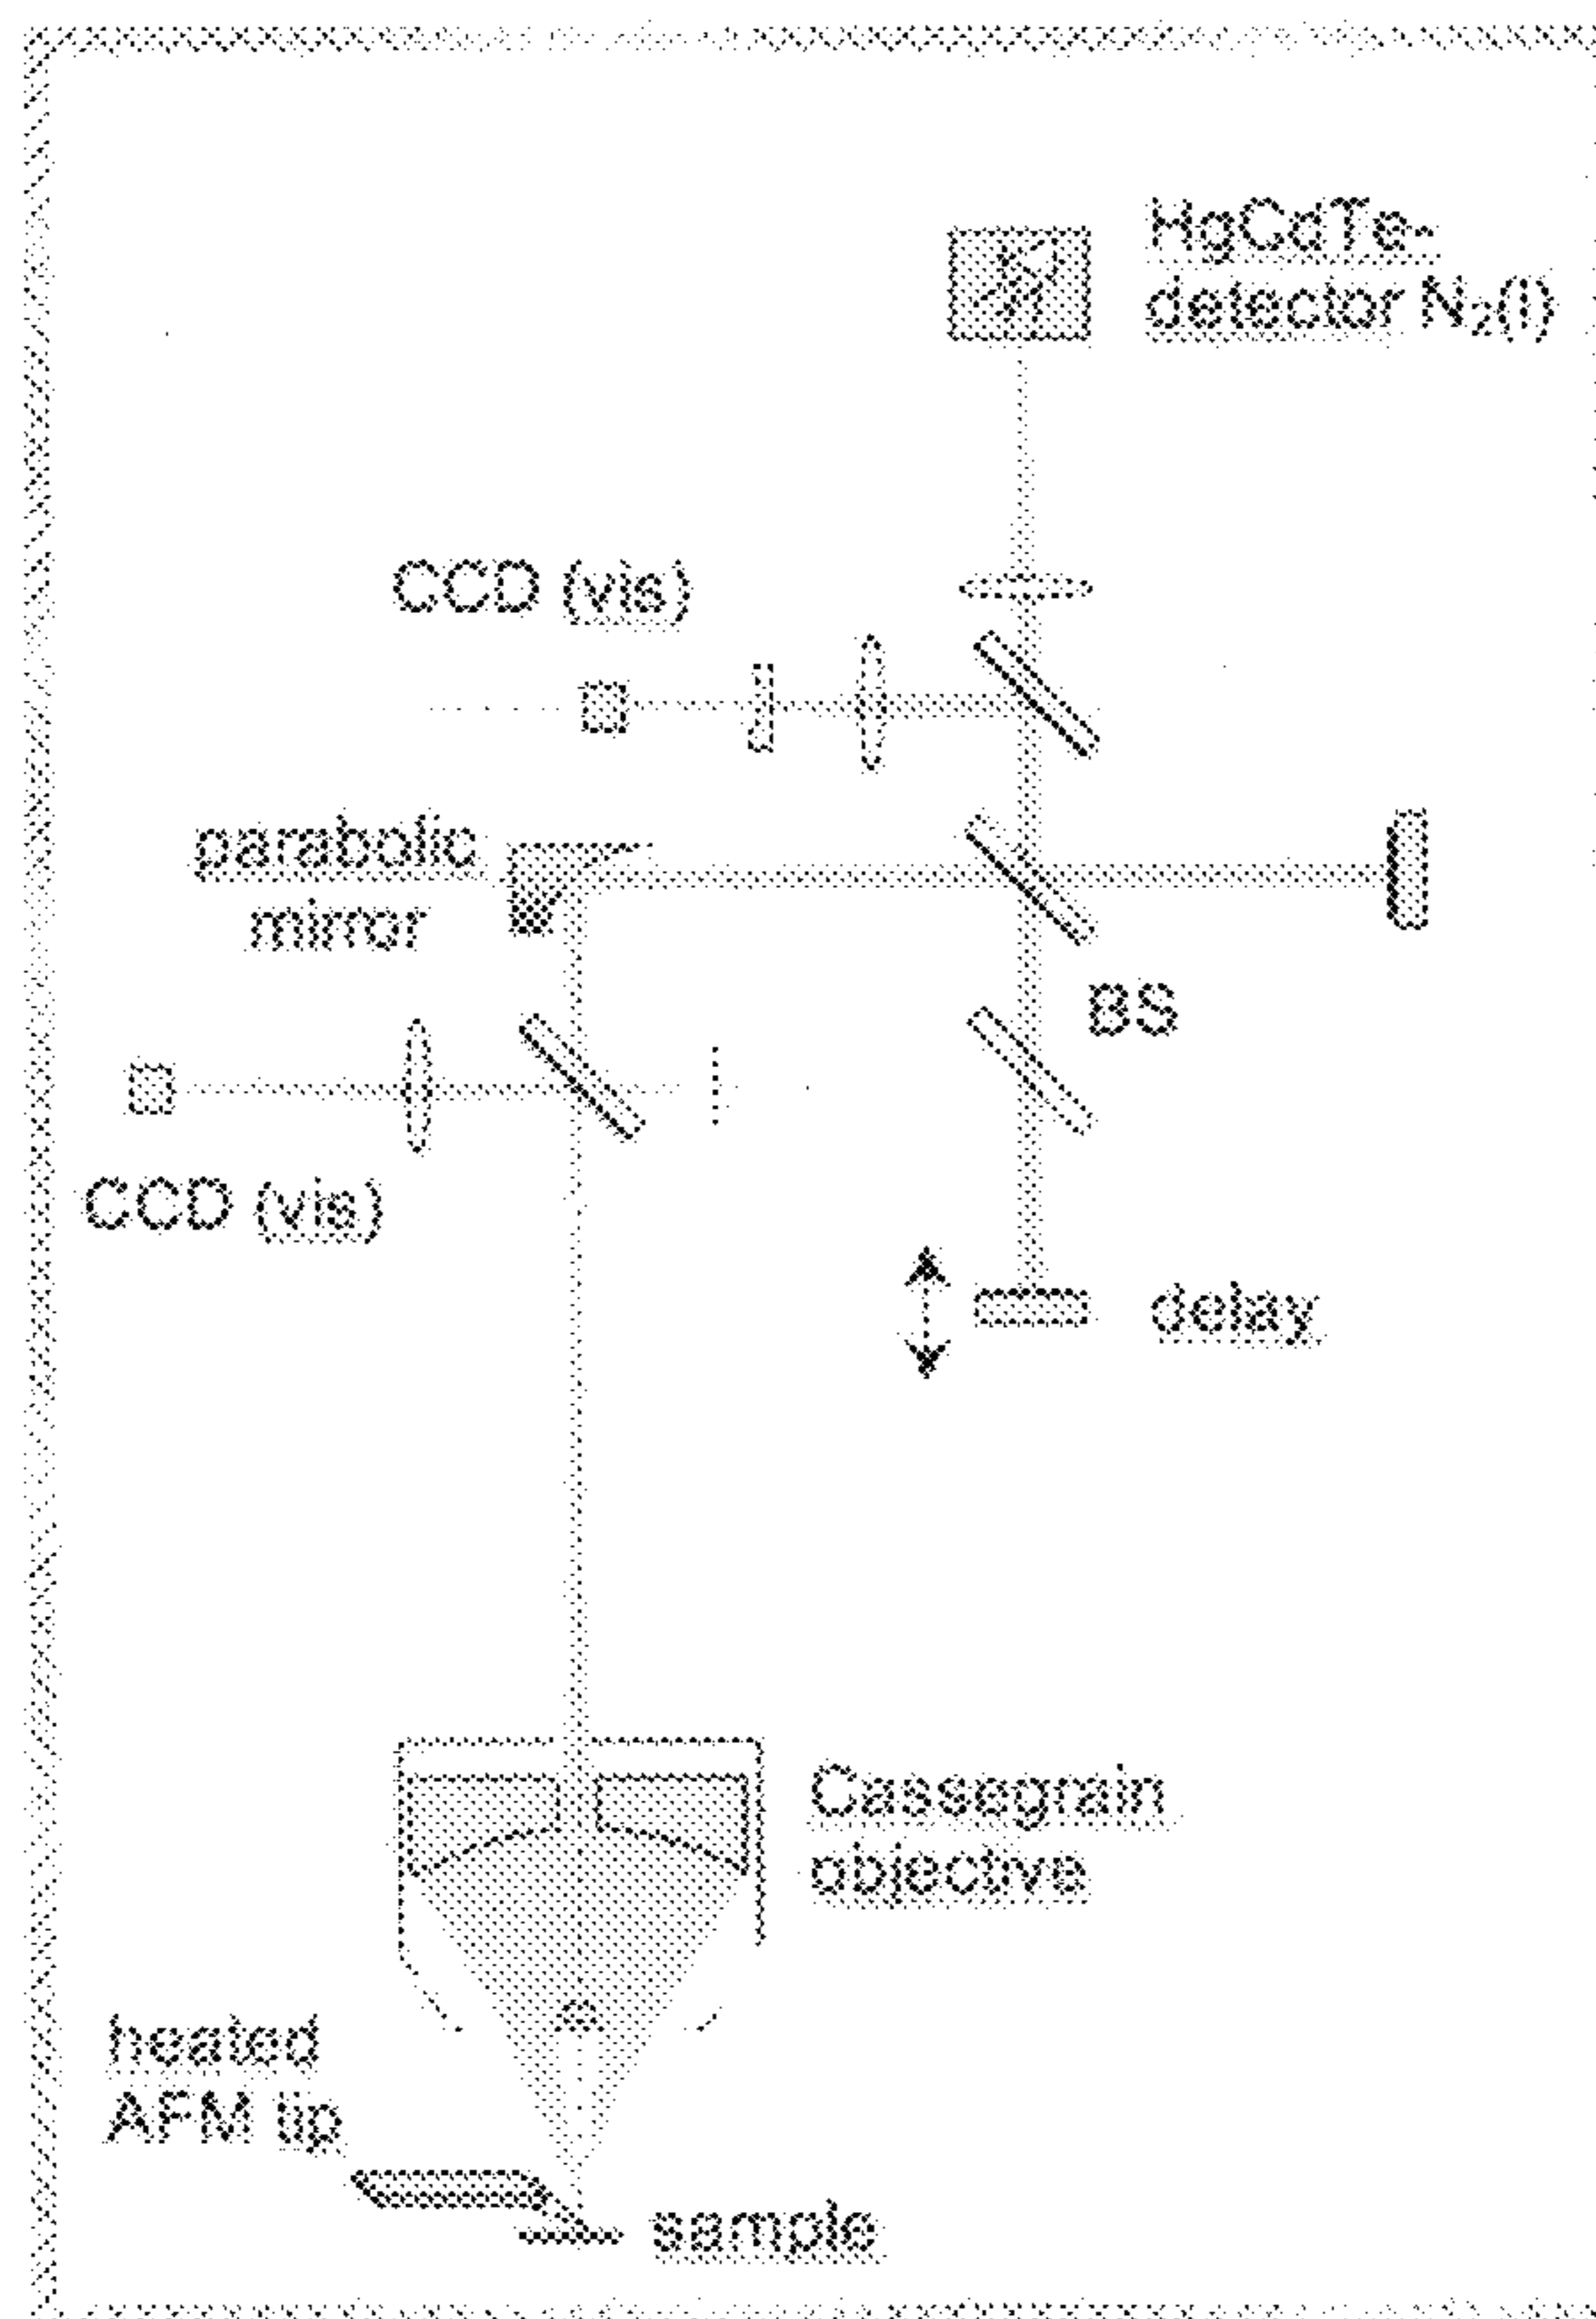 HgCdTe-
detector N₂(l)
CCD (vis)
parabolic
mirror
BS
CCD (vis)
delay
Cassegrain
objective
heated
AFM tip
sample